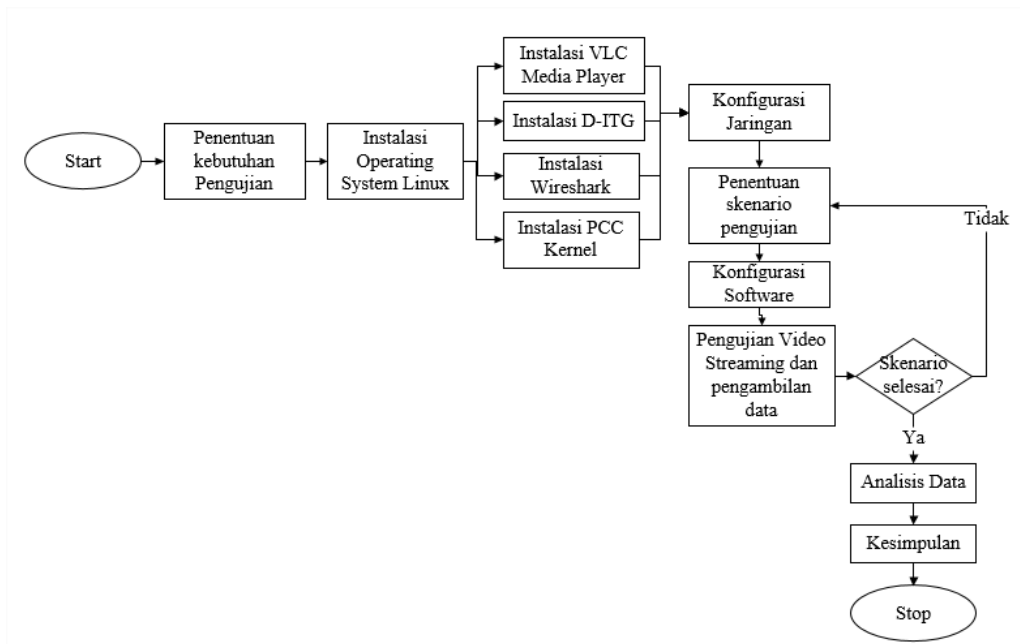 Start
Penentuan
kebutuhan
Pengujian
Instalasi
Operating
System Linux
Instalasi VLC
Media Player
Instalasi D-ITG
Instalasi
Wireshark
Instalasi PCC
Kernel
Konfigurasi
Jaringan
Penentuan
skenario
pengujian
Konfigurasi
Software
Pengujian Video
Streaming dan
pengambilan
data
Skenario
selesai?
Tidak
Ya
Analisis Data
Kesimpulan
Stop